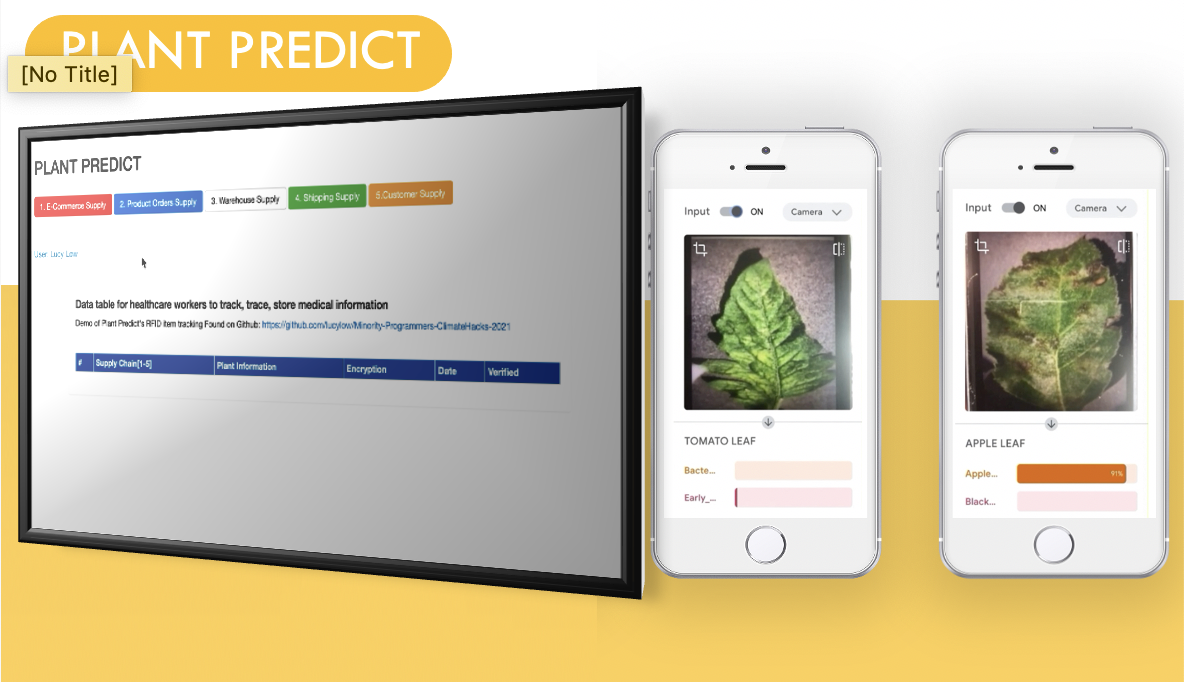 PLANT PREDICT
[No Title]
PLANT PREDICT
1. E-Commerce Supply
2. Product Orders Supply
3. Warehouse Supply
4. Shipping Supply
5.Customer Supply
User: Lucy Low
Data table for healthcare workers to track, trace, store medical information
Demo of Plant Predict's RFID item tracking Found on Github: https://github.com/lucylow/Minority-Programmers-ClimateHacks-2021
# Supply Chain[1-5] Plant Information Encryption Date Verified
Input ON Camera
TOMATO LEAF
Bacte...
Early_...
Input ON Camera
APPLE LEAF
Apple... 91%
Black...